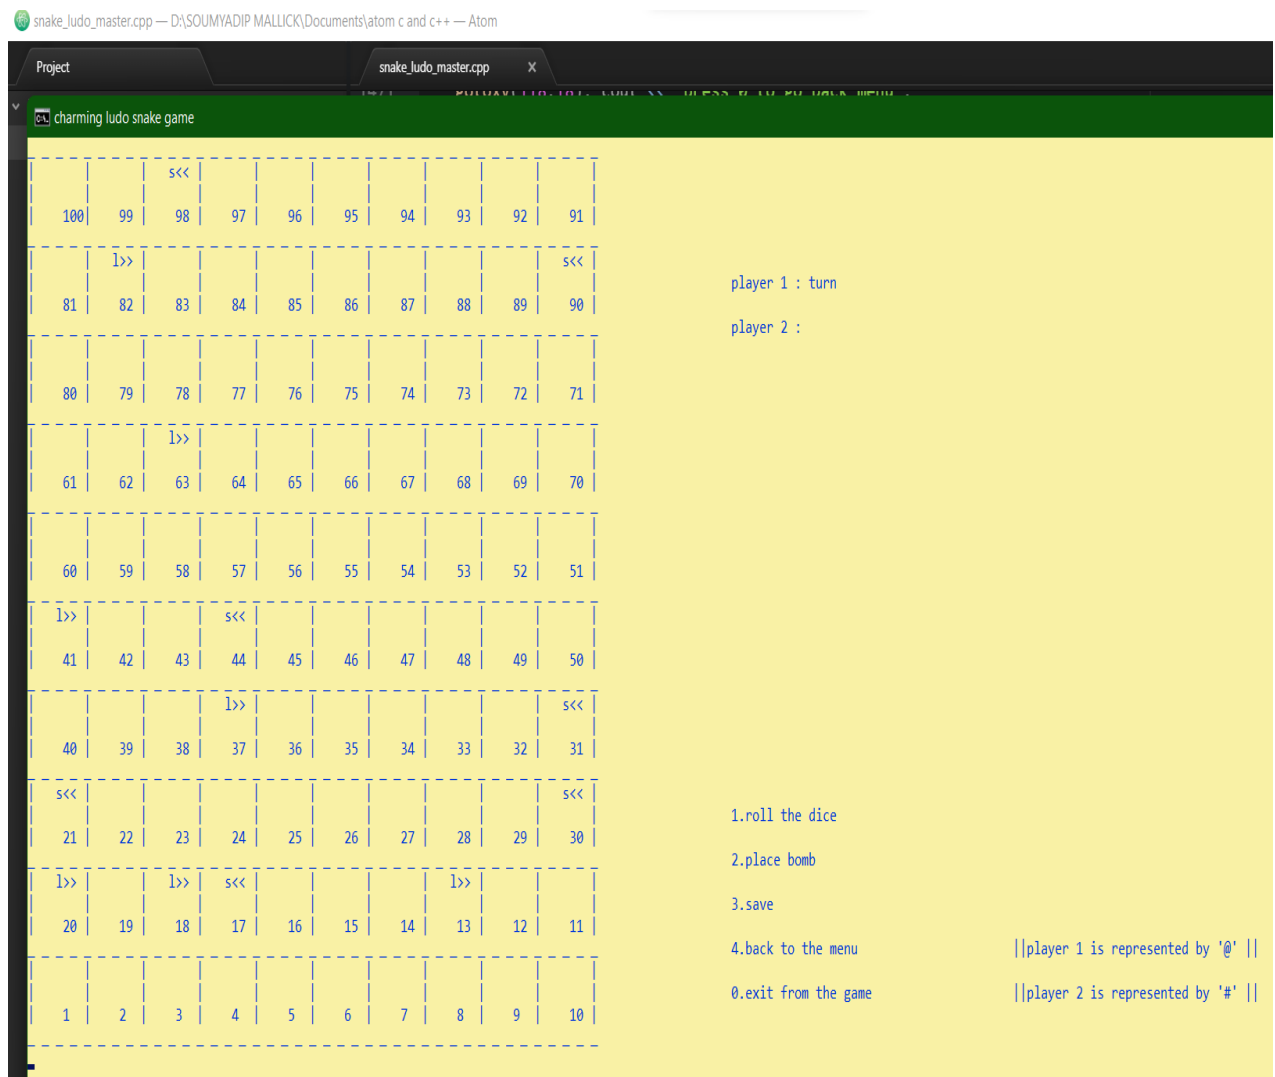 snake_ludo_master.cpp — D:\SOUMYADIP MALLICK\Documents\atom c and c++ — Atom
Project snake_ludo_master.cpp x
charming ludo snake game
s<<
100| 99 | 98 | 97 | 96 | 95 | 94 | 93 | 92 | 91 |
l>> s<<
81 | 82 | 83 | 84 | 85 | 86 | 87 | 88 | 89 | 90 |
player 1 : turn
player 2 :
80 | 79 | 78 | 77 | 76 | 75 | 74 | 73 | 72 | 71 |
l>>
61 | 62 | 63 | 64 | 65 | 66 | 67 | 68 | 69 | 70 |
60 | 59 | 58 | 57 | 56 | 55 | 54 | 53 | 52 | 51 |
l>> s<<
41 | 42 | 43 | 44 | 45 | 46 | 47 | 48 | 49 | 50 |
l>> s<<
40 | 39 | 38 | 37 | 36 | 35 | 34 | 33 | 32 | 31 |
s<< s<<
21 | 22 | 23 | 24 | 25 | 26 | 27 | 28 | 29 | 30 |
l>> l>> s<< l>>
20 | 19 | 18 | 17 | 16 | 15 | 14 | 13 | 12 | 11 |
1 | 2 | 3 | 4 | 5 | 6 | 7 | 8 | 9 | 10 |
1.roll the dice
2.place bomb
3.save
4.back to the menu ||player 1 is represented by '@' ||
0.exit from the game ||player 2 is represented by '#' ||